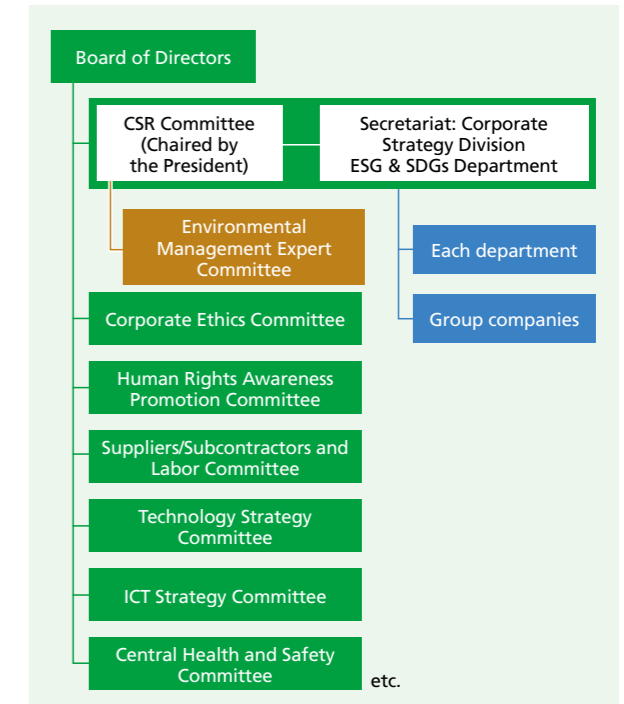 Board of Directors
CSR Committee
(Chaired by
the President)
Secretariat: Corporate
Strategy Division
ESG & SDGs Department
Environmental
Management Expert
Committee
Each department
Group companies
Corporate Ethics Committee
Human Rights Awareness
Promotion Committee
Suppliers/Subcontractors and
Labor Committee
Technology Strategy
Committee
ICT Strategy Committee
Central Health and Safety
Committee
etc.